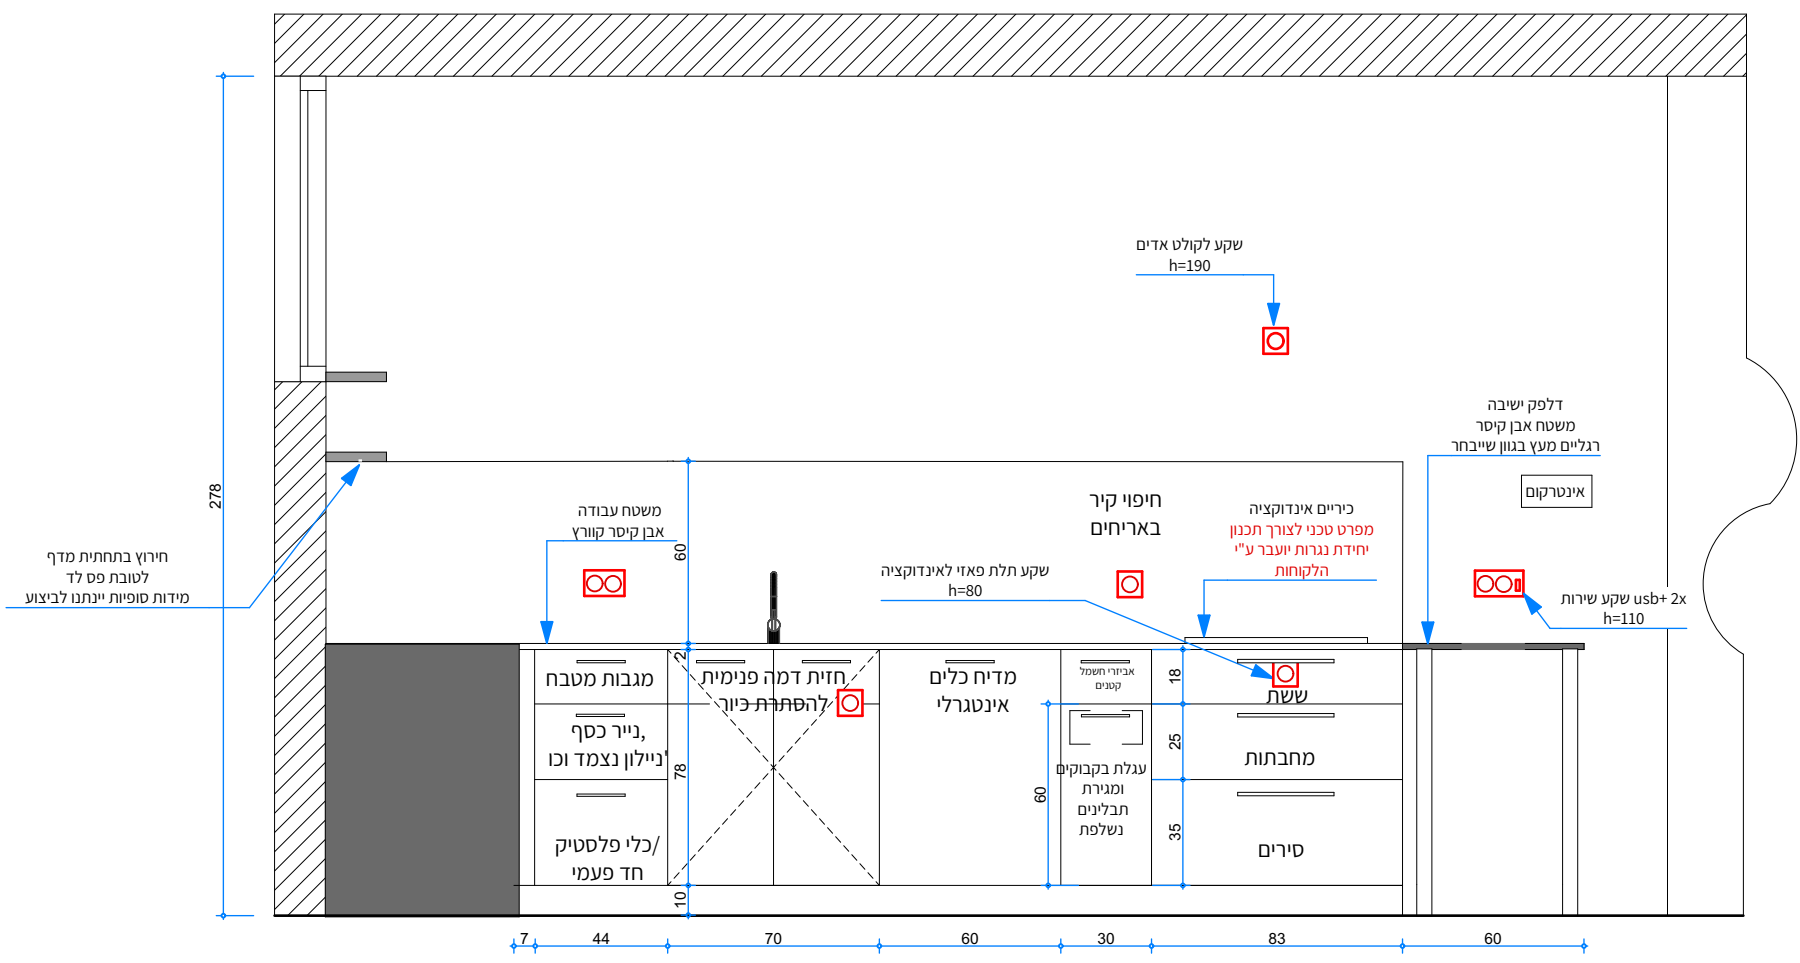 שקע לקולט אדים
h=190
דלפק ישיבה
משטח אבן קיסר
רגליים מעץ בגוון שייבחר
אינטרקום
חיפוי קיר
באריחים
כיריים אינדוקציה
מפרט טכני לצורך תכנון
יחידת נגרות יועבר ע"י
הלקוחות
משטח עבודה
אבן קיסר קוורץ
שקע תלת פאזי לאינדוקציה
h=80
חירוץ בתחתית מדף
לטובת פס לד
מידות סופיות יינתנו לביצוע
שקע שירות usb+ 2x
h=110
278
60
2
78
10
מגבות מטבח
נייר כסף,
ניילון נצמד וכו'
כלי פלסטיק/
חד פעמי
חזית דמה פנימית
להסתרת כיור
מדיח כלים
אינטגרלי
אביזרי חשמל
קטנים
עגלת בקבוקים
ומגירת
תבלינים
נשלפת
60
18
25
35
ששת
מחבתות
סירים
7
44
70
60
30
83
60